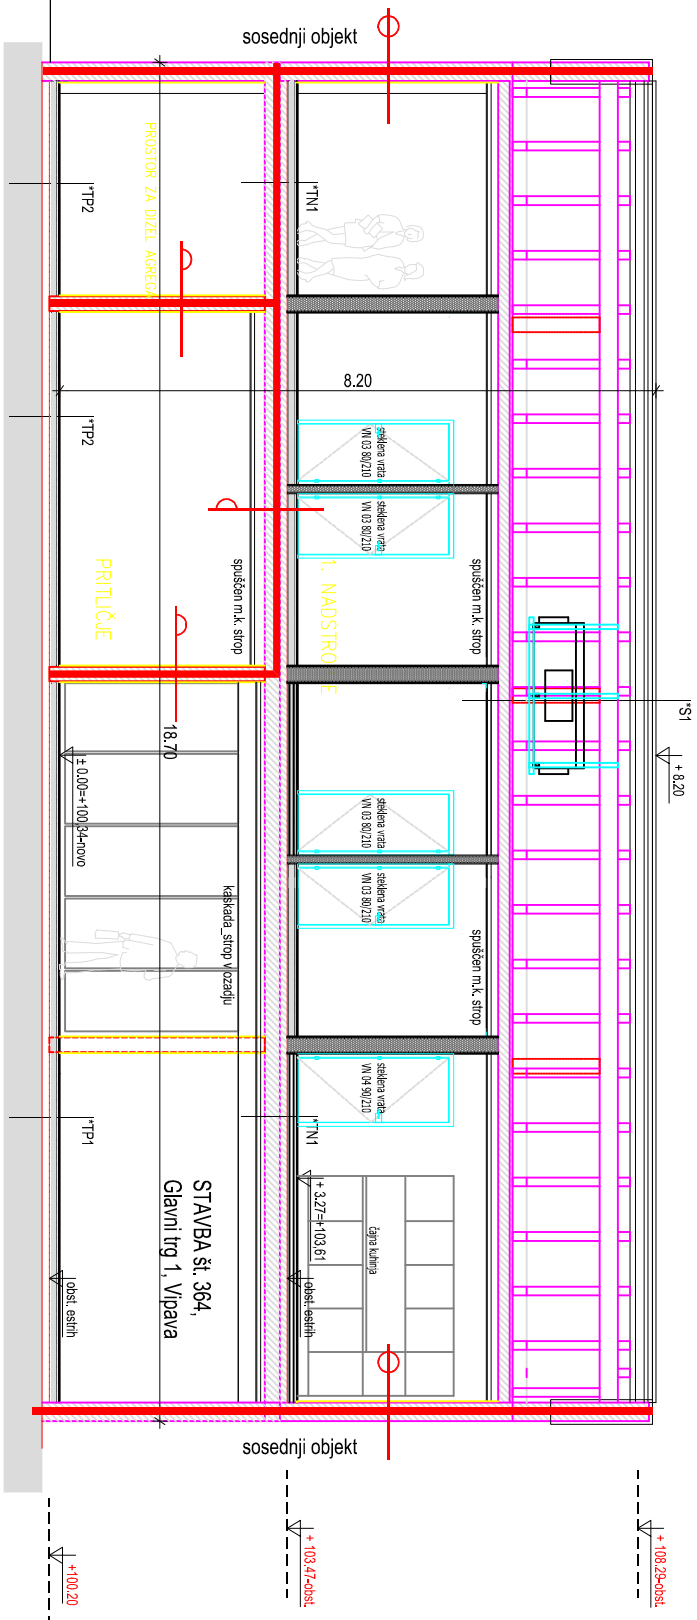 sosednji objekt
PROSTOR ZA DIZEL AGREGA
*TP2
*TN1
8.20
*TP2
steklena vrata
VN 03 80/210
steklena vrata
VN 03 80/210
PRITLIČJE
spuščen m.k. strop
1. NADSTRO
spuščen m.k. strop
*S1
18.70
± 0.00=+100,34-novo
+ 8.20
steklena vrata
VN 03 80/210
steklena vrata
VN 03 80/210
kaskada_strop v ozadju
spuščen m.k. strop
steklena vrata
VN 04 90/210
*TP1
*TN1
STAVBA št. 364,
Glavni trg 1, Vipava
+ 3.27=+103,61
čajna kuhinja
obst. estrih
obst. estrih
sosednji objekt
+100.20
+ 103.47-obst.
+ 108.29-obst.